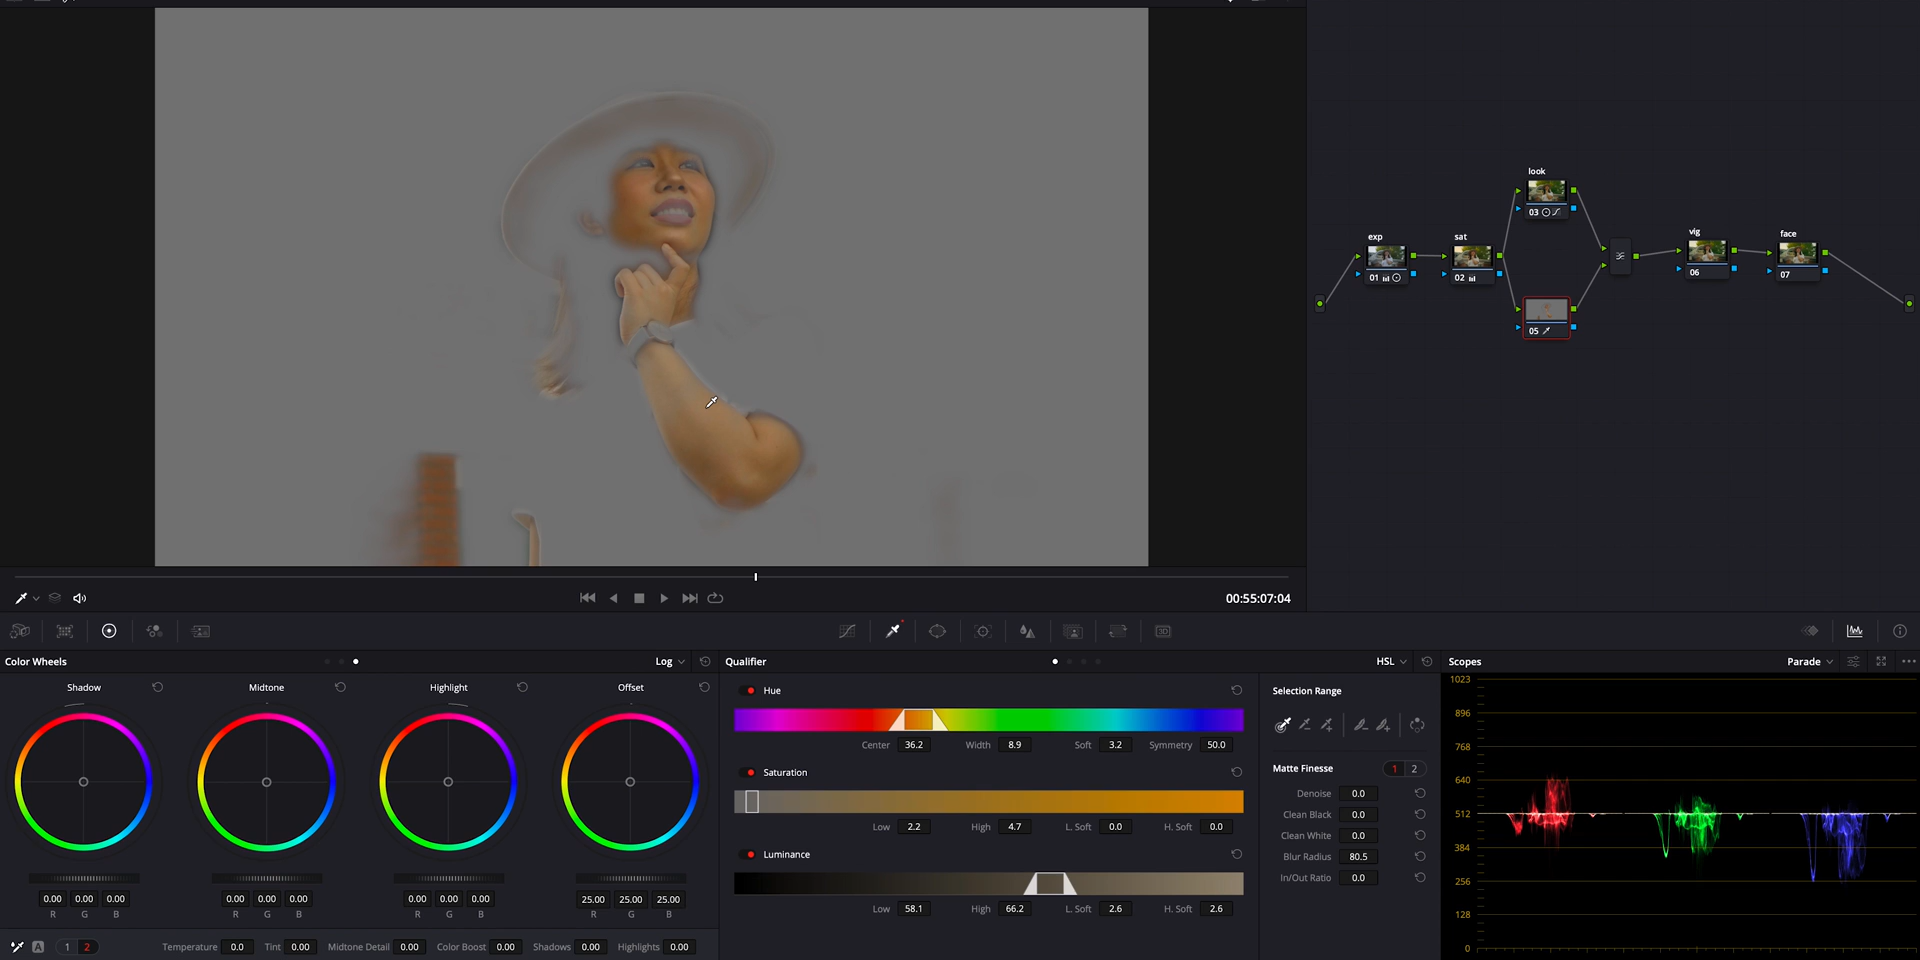 look
03
exp
sat
vig
face
01
02
06
07
05
00:55:07:04
3D
Color Wheels
Log
Qualifier
HSL
Scopes
Parade
Shadow
Midtone
Highlight
Offset
Hue
Center 36.2 Width 8.9 Soft 3.2 Symmetry 50.0
Saturation
Low 2.2 High 4.7 L. Soft 0.0 H. Soft 0.0
Luminance
Low 58.1 High 66.2 L. Soft 2.6 H. Soft 2.6
Selection Range
Matte Finesse 1 2
Denoise 0.0
Clean Black 0.0
Clean White 0.0
Blur Radius 80.5
In/Out Ratio 0.0
1023
896
768
640
512
384
256
128
0
0.00 0.00 0.00
R G B
0.00 0.00 0.00
R G B
0.00 0.00 0.00
R G B
25.00 25.00 25.00
R G B
A 1 2 Temperature 0.0 Tint 0.00 Midtone Detail 0.00 Color Boost 0.00 Shadows 0.00 Highlights 0.00